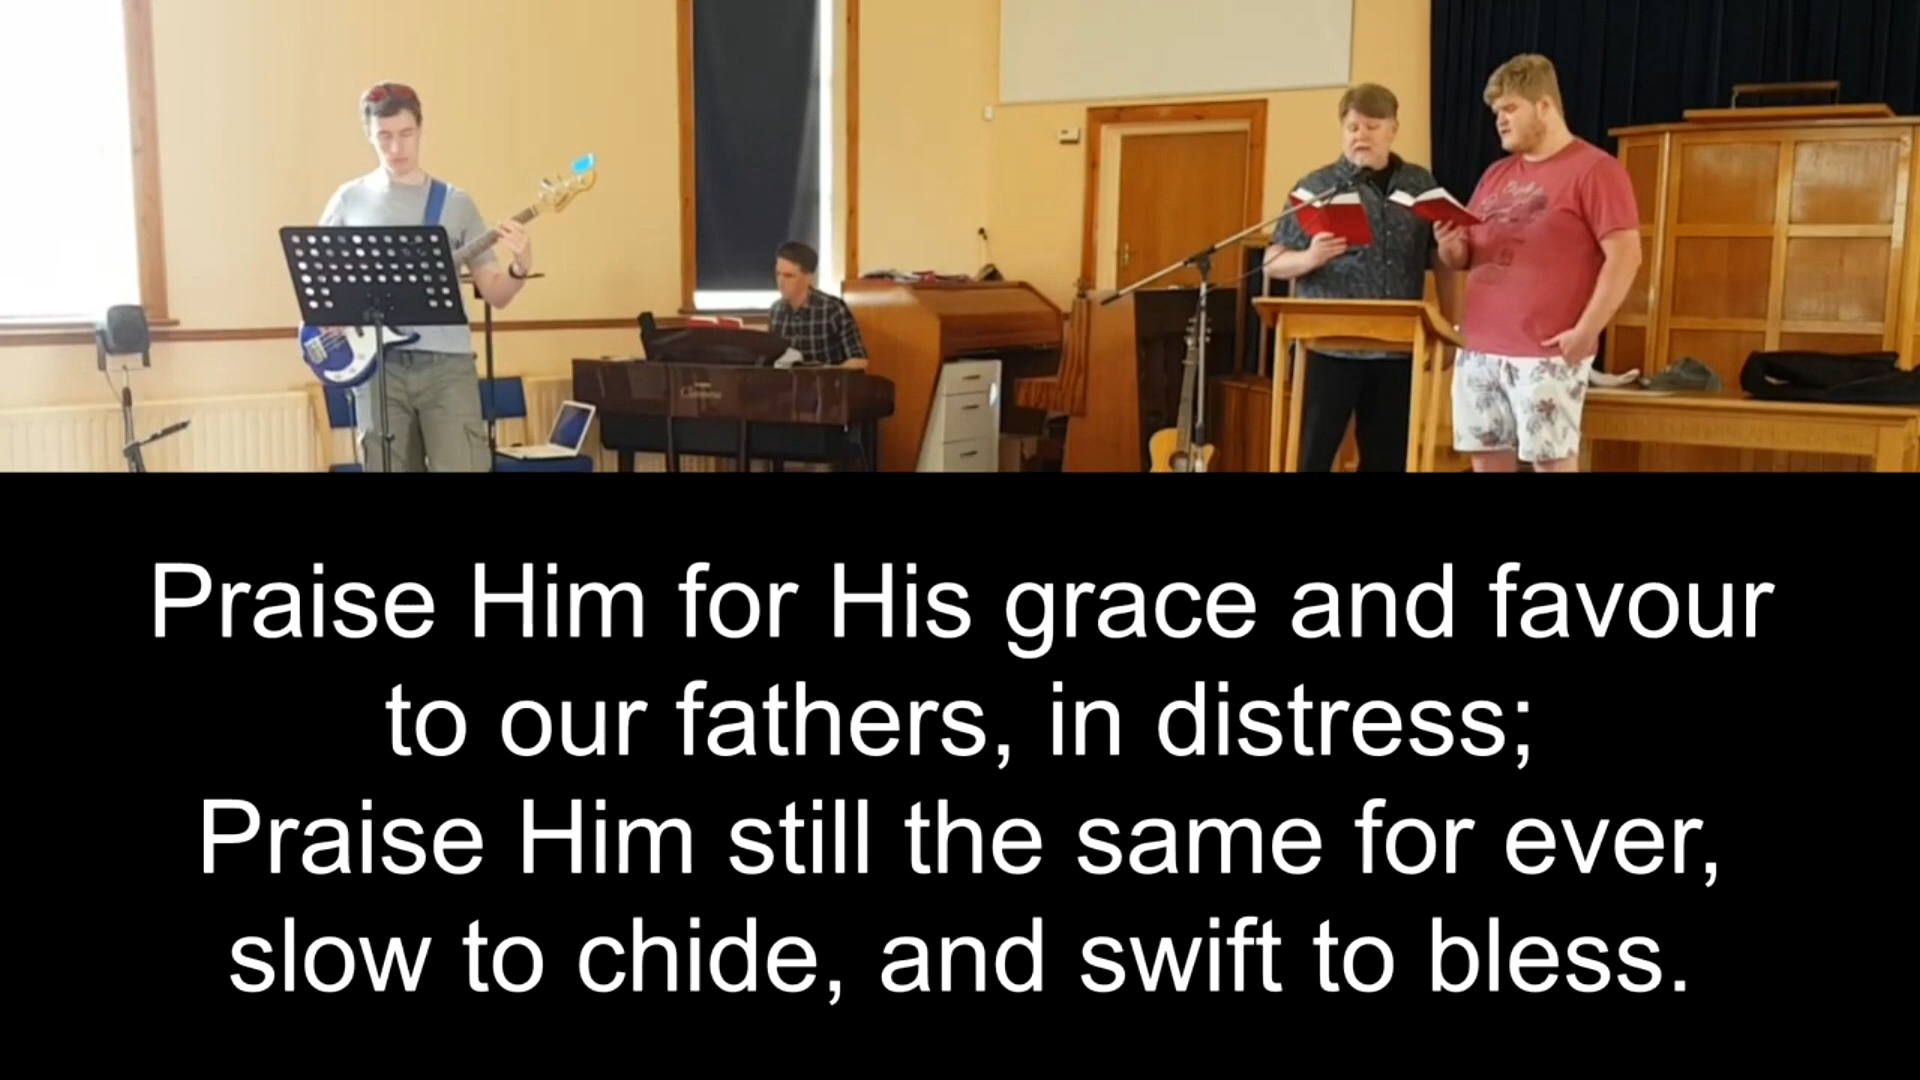 Praise Him for His grace and favour
to our fathers, in distress;
Praise Him still the same for ever,
slow to chide, and swift to bless.